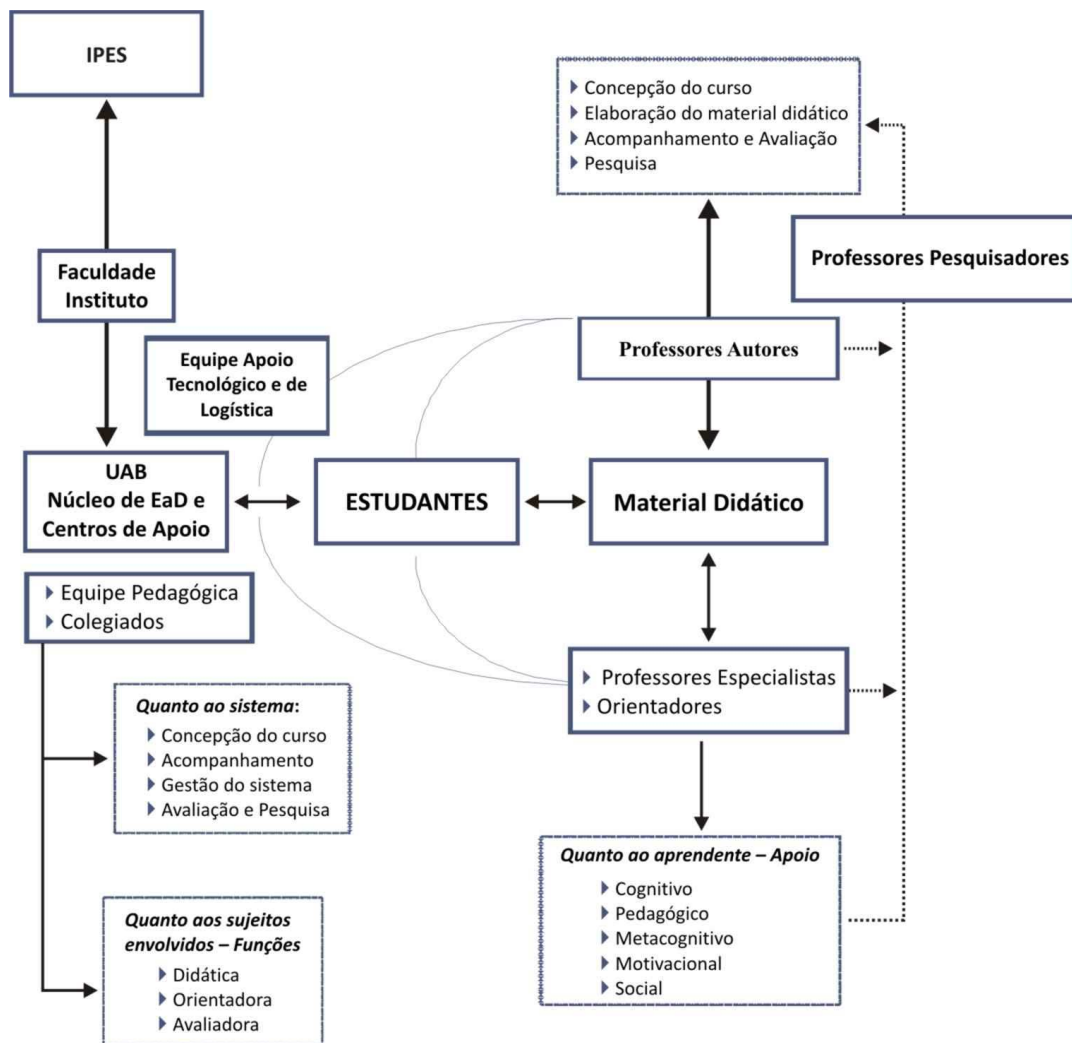 IPES
Faculdade
Instituto
Equipe Apoio
Tecnológico e de
Logística
UAB
Núcleo de EaD e
Centros de Apoio
Equipe Pedagógica
Colegiados
Quanto ao sistema:
Concepção do curso
Acompanhamento
Gestão do sistema
Avaliação e Pesquisa
Quanto aos sujeitos
envolvidos – Funções
Didática
Orientadora
Avaliadora
ESTUDANTES
Concepção do curso
Elaboração do material didático
Acompanhamento e Avaliação
Pesquisa
Professores Pesquisadores
Professores Autores
Material Didático
Professores Especialistas
Orientadores
Quanto ao aprendente – Apoio
Cognitivo
Pedagógico
Metacognitivo
Motivacional
Social